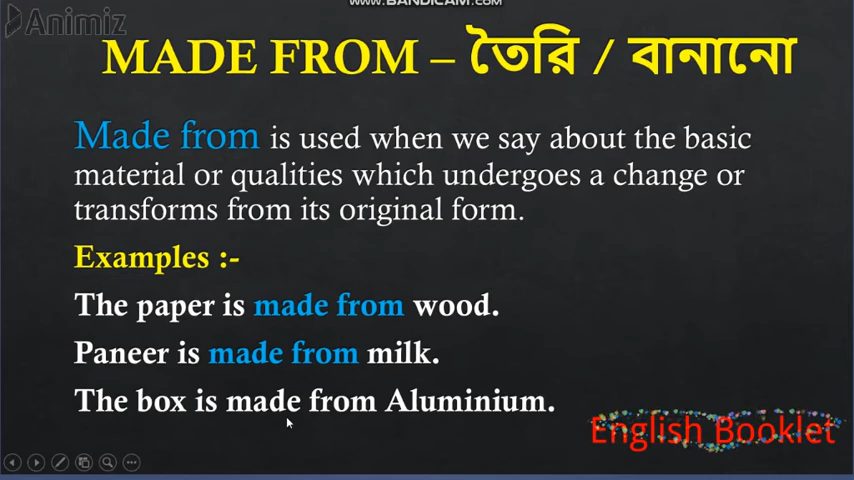 WWW.BANDICAM.COM
Animiz
MADE FROM – তৈরি / বানানো
Made from is used when we say about the basic
material or qualities which undergoes a change or
transforms from its original form.
Examples :-
The paper is made from wood.
Paneer is made from milk.
The box is made from Aluminium.
English Booklet